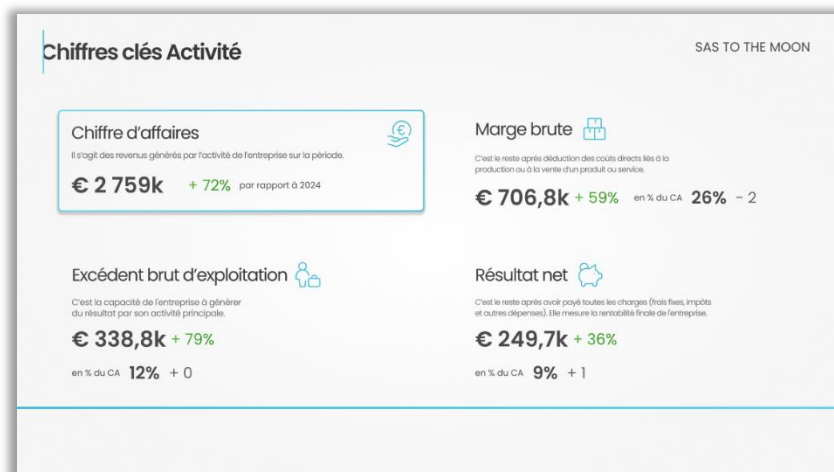 Chiffres clés Activité
SAS TO THE MOON
Chiffre d'affaires
Il s'agit des revenus générés par l'activité de l'entreprise sur la période.
€ 2 759k + 72% par rapport à 2024
Marge brute
C'est le reste après déduction des coûts directs liés à la
production ou à la vente d'un produit ou service.
€ 706,8k + 59% en % du CA 26% - 2
Excédent brut d'exploitation
C'est la capacité de l'entreprise à générer
du résultat par son activité principale.
€ 338,8k + 79%
en % du CA 12% + 0
Résultat net
C'est le reste après avoir payé toutes les charges (frais fixes, impôts
et autres dépenses). Elle mesure la rentabilité finale de l'entreprise.
€ 249,7k + 36%
en % du CA 9% + 1